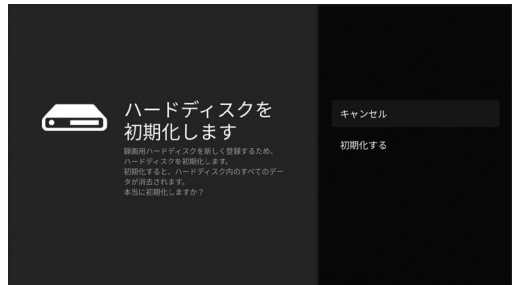 ハードディスクを
初期化します
録画用ハードディスクを新しく登録するため、
ハードディスクを初期化します。
初期化すると、ハードディスク内のすべてのデー
タが消去されます。
本当に初期化しますか？
キャンセル
初期化する